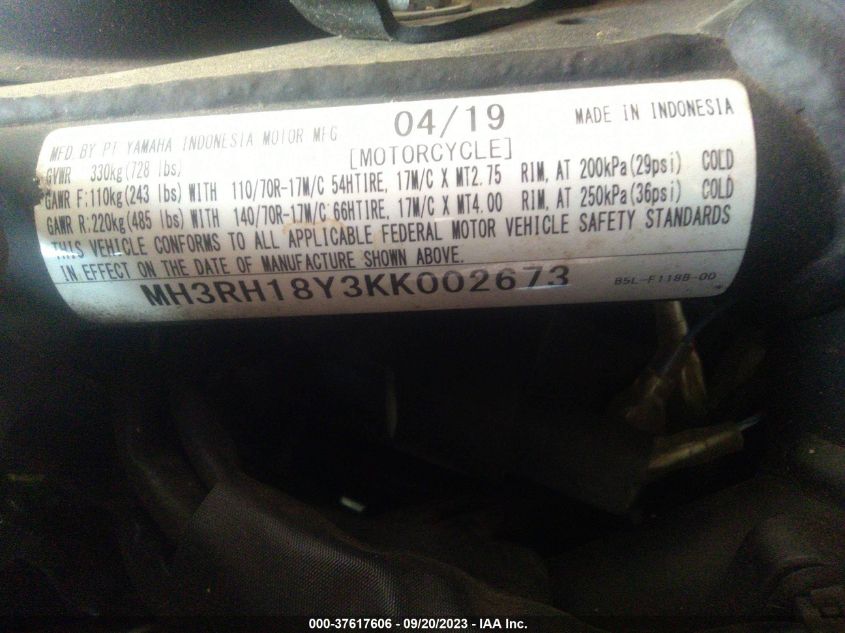 MFD. BY PT YAMAHA INDONESIA MOTOR MFG 04/19 MADE IN INDONESIA
[MOTORCYCLE]
GVWR 330kg(728 lbs)
GAWR F:110kg(243 lbs) WITH 110/70R-17M/C 54HTIRE, 17M/C X MT2.75 RIM, AT 200kPa(29psi) COLD
GAWR R:220kg(485 lbs) WITH 140/70R-17M/C 66HTIRE, 17M/C X MT4.00 RIM, AT 250kPa(36psi) COLD
THIS VEHICLE CONFORMS TO ALL APPLICABLE FEDERAL MOTOR VEHICLE SAFETY STANDARDS
IN EFFECT ON THE DATE OF MANUFACTURE SHOWN ABOVE.
MH3RH18Y3KK002673 B5L-F118B-00
000-37617606 - 09/20/2023 - IAA Inc.